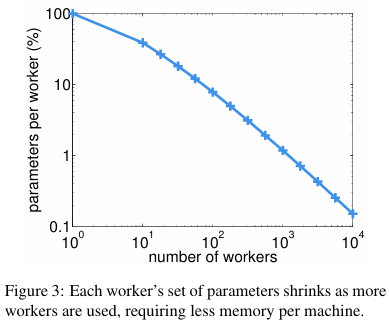 100
10
1
0.1
parameters per worker (%)
10^0 10^1 10^2 10^3 10^4
number of workers
Figure 3: Each worker's set of parameters shrinks as more
workers are used, requiring less memory per machine.